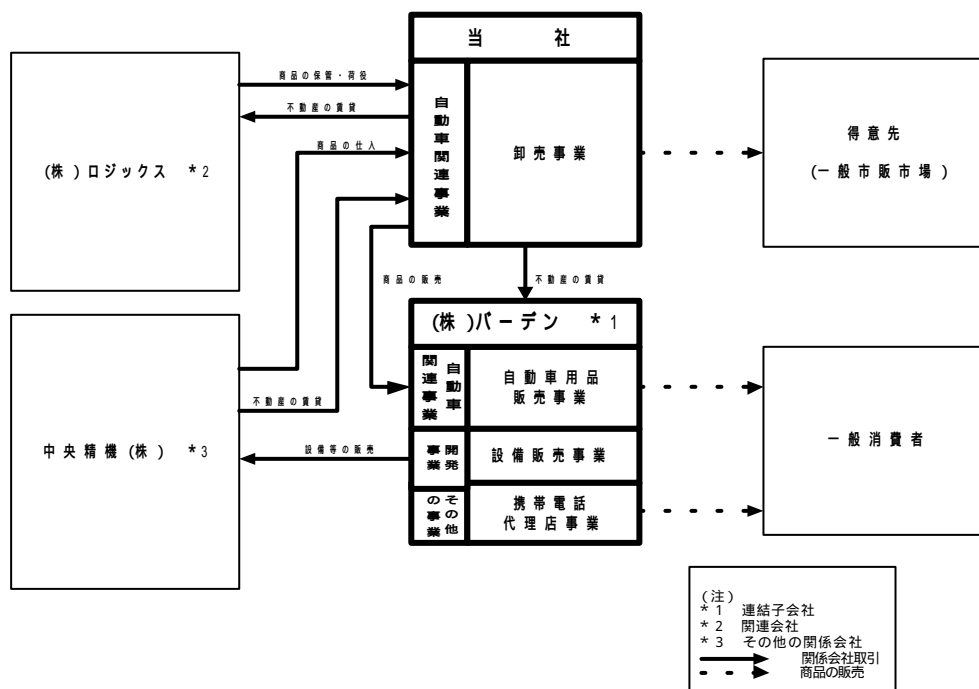 当 社
自動車関連事業
卸売事業
商品の保管・荷役
不動産の賃貸
商品の仕入
(株)ロジックス *2
得意先
(一般市販市場)
商品の販売
不動産の賃貸
(株)バーデン *1
自動車
関連事業
自動車用品
販売事業
開発
事業
設備販売事業
その他
の事業
携帯電話
代理店事業
不動産の賃貸
設備等の販売
中央精機(株) *3
一般消費者
(注)
*1 連結子会社
*2 関連会社
*3 その他の関係会社
関係会社取引
商品の販売